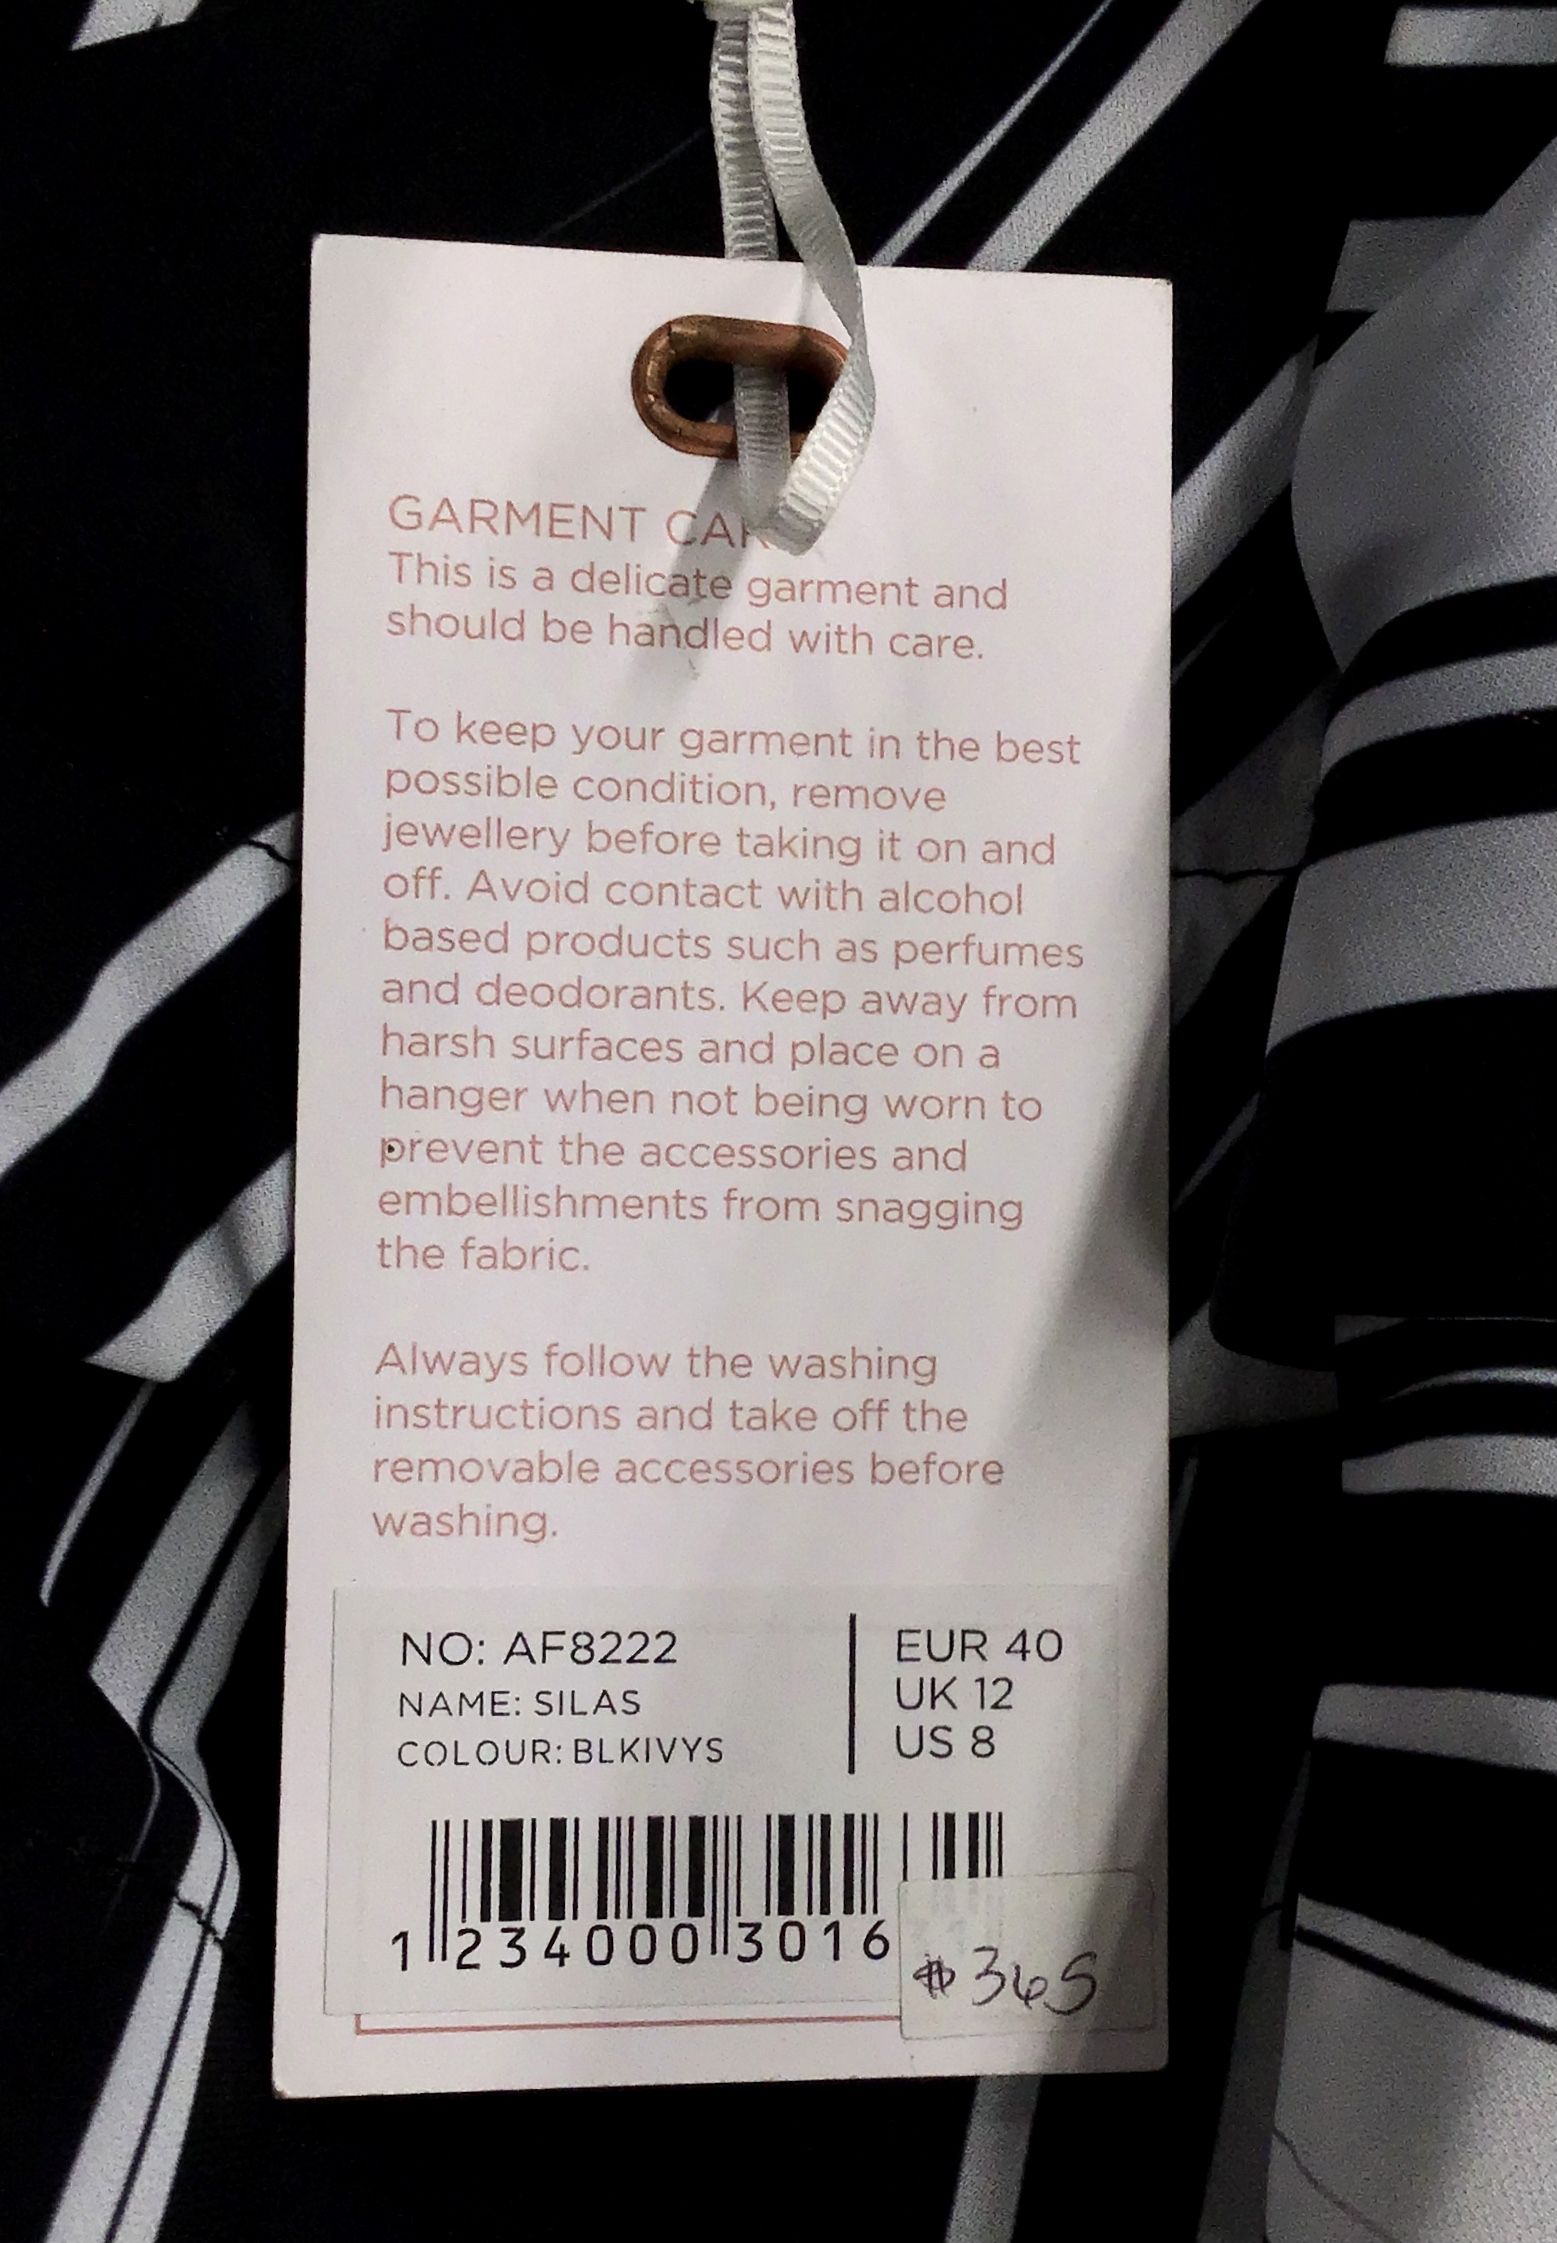 GARMENT
This is a delicate garment and
should be handled with care.
To keep your garment in the best
possible condition, remove
jewellery before taking it on and
off. Avoid contact with alcohol
based products such as perfumes
and deodorants. Keep away from
harsh surfaces and place on a
hanger when not being worn to
prevent the accessories and
embellishments from snagging
the fabric.
Always follow the washing
instructions and take off the
removable accessories before
washing.
NO: AF8222
NAME: SILAS
COLOUR: BLKIVYS
EUR 40
UK 12
US 8
1 234000 3016
$365